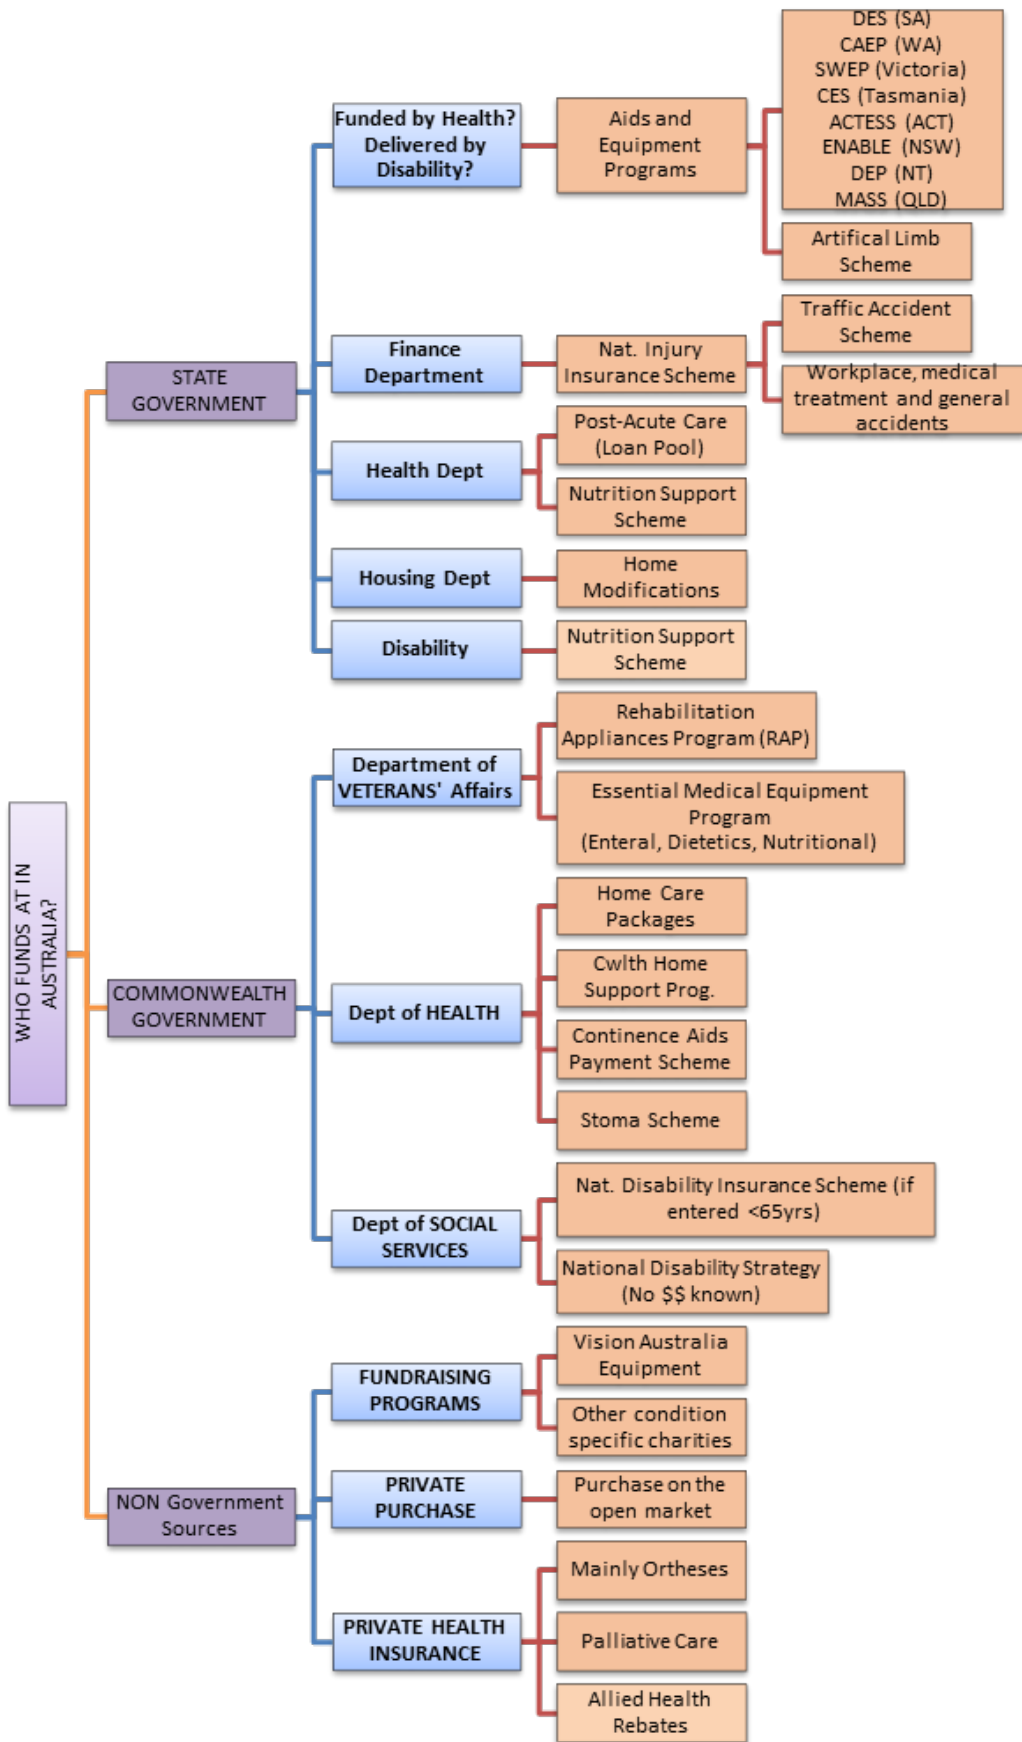 WHO FUNDS AT IN
AUSTRALIA?
STATE
GOVERNMENT
Funded by Health?
Delivered by
Disability?
Aids and
Equipment
Programs
DES (SA)
CAEP (WA)
SWEP (Victoria)
CES (Tasmania)
ACTESS (ACT)
ENABLE (NSW)
DEP (NT)
MASS (QLD)
Artifical Limb
Scheme
Finance
Department
Nat. Injury
Insurance Scheme
Traffic Accident
Scheme
Workplace, medical
treatment and general
accidents
Health Dept
Post-Acute Care
(Loan Pool)
Nutrition Support
Scheme
Housing Dept
Home
Modifications
Disability
Nutrition Support
Scheme
COMMONWEALTH
GOVERNMENT
Department of
VETERANS' Affairs
Rehabilitation
Appliances Program (RAP)
Essential Medical Equipment
Program
(Enteral, Dietetics, Nutritional)
Dept of HEALTH
Home Care
Packages
Cwlth Home
Support Prog.
Continence Aids
Payment Scheme
Stoma Scheme
Dept of SOCIAL
SERVICES
Nat. Disability Insurance Scheme (if
entered <65yrs)
National Disability Strategy
(No $$ known)
NON Government
Sources
FUNDRAISING
PROGRAMS
Vision Australia
Equipment
Other condition
specific charities
PRIVATE
PURCHASE
Purchase on the
open market
PRIVATE HEALTH
INSURANCE
Mainly Ortheses
Palliative Care
Allied Health
Rebates